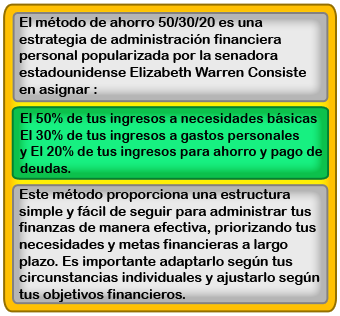 El método de ahorro 50/30/20 es una
estrategia de administración financiera
personal popularizada por la senadora
estadounidense Elizabeth Warren Consiste
en asignar :
El 50% de tus ingresos a necesidades básicas
El 30% de tus ingresos a gastos personales
y El 20% de tus ingresos para ahorro y pago de
deudas.
Este método proporciona una estructura
simple y fácil de seguir para administrar tus
finanzas de manera efectiva, priorizando tus
necesidades y metas financieras a largo
plazo. Es importante adaptarlo según tus
circunstancias individuales y ajustarlo según
tus objetivos financieros.